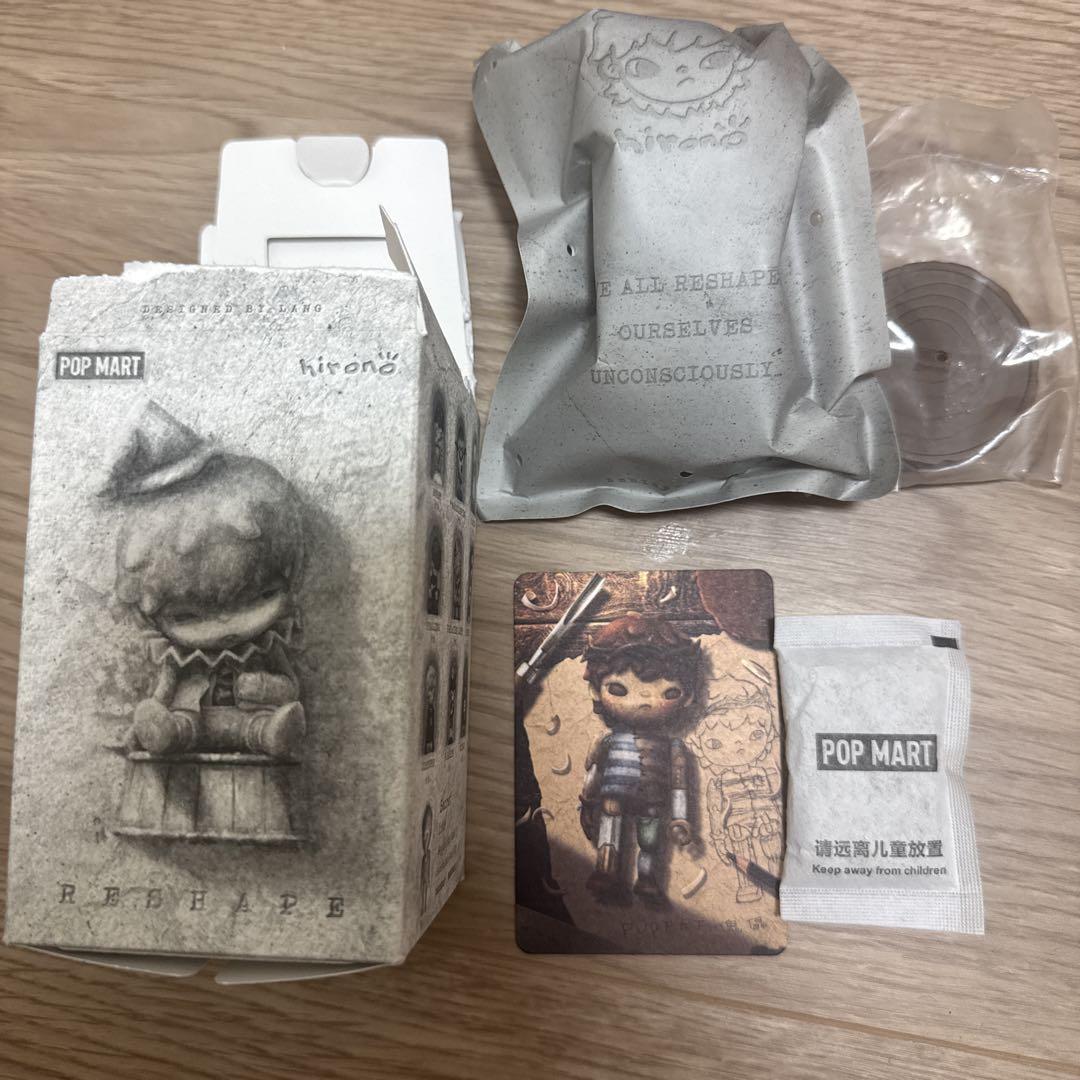 DESIGNED BY LANG
POP MART
hirono
RESHAPE
hirono
E ALL RESHAPE
OURSELVES
UNCONSCIOUSLY.
POP MART
请远离儿童放置
Keep away from children